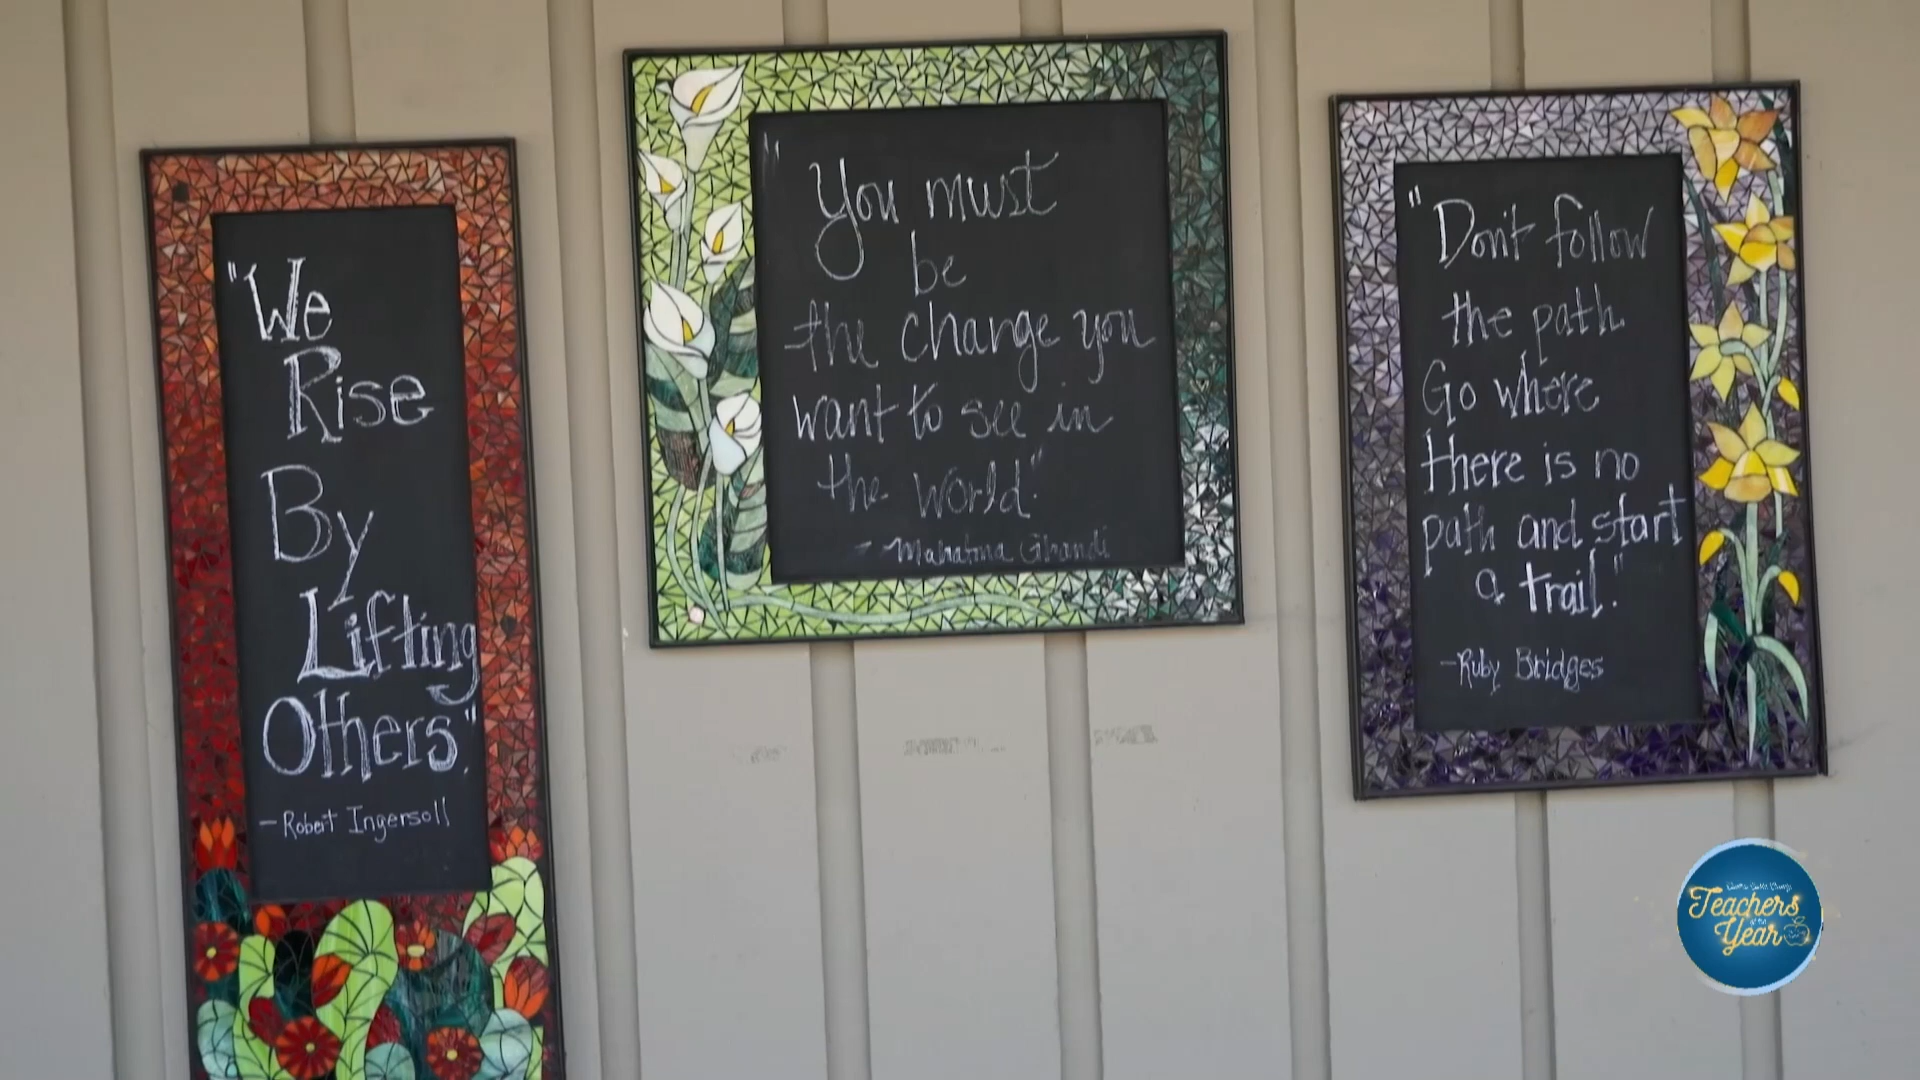 "We
Rise
By
Lifting
Others".
-Robert Ingersoll
"You must
be
the change you
want to see in
the world."
- Mahatma Ghandi
"Don't follow
the path.
Go where
there is no
path and start
a trail."
-Ruby Bridges
Teachers
of the
Year